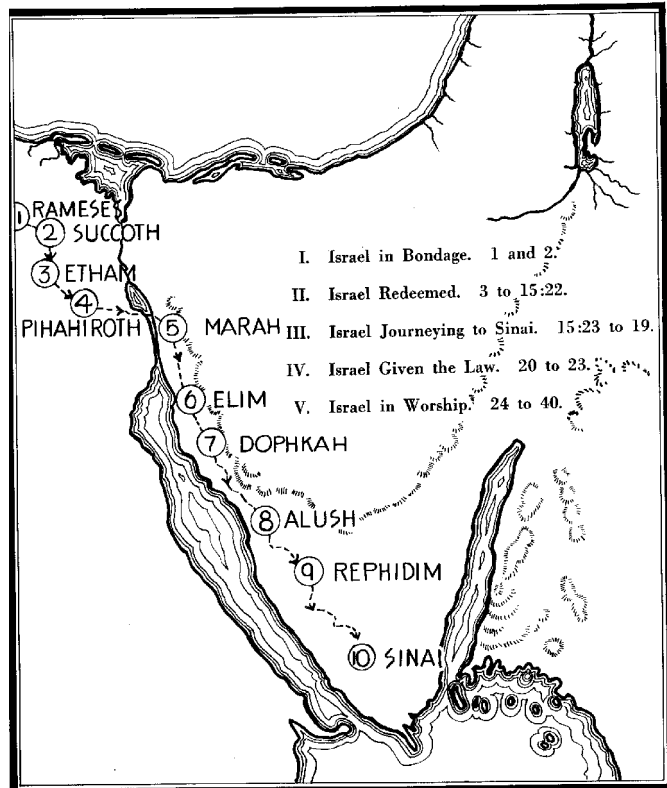 1 RAMESES
2 SUCCOTH
3 ETHAM
4
PIHAHIROTH
5 MARAH
6 ELIM
7 DOPHKAH
8 ALUSH
9 REPHIDIM
10 SINAI
I. Israel in Bondage. 1 and 2.
II. Israel Redeemed. 3 to 15:22.
III. Israel Journeying to Sinai. 15:23 to 19.
IV. Israel Given the Law. 20 to 23.
V. Israel in Worship. 24 to 40.